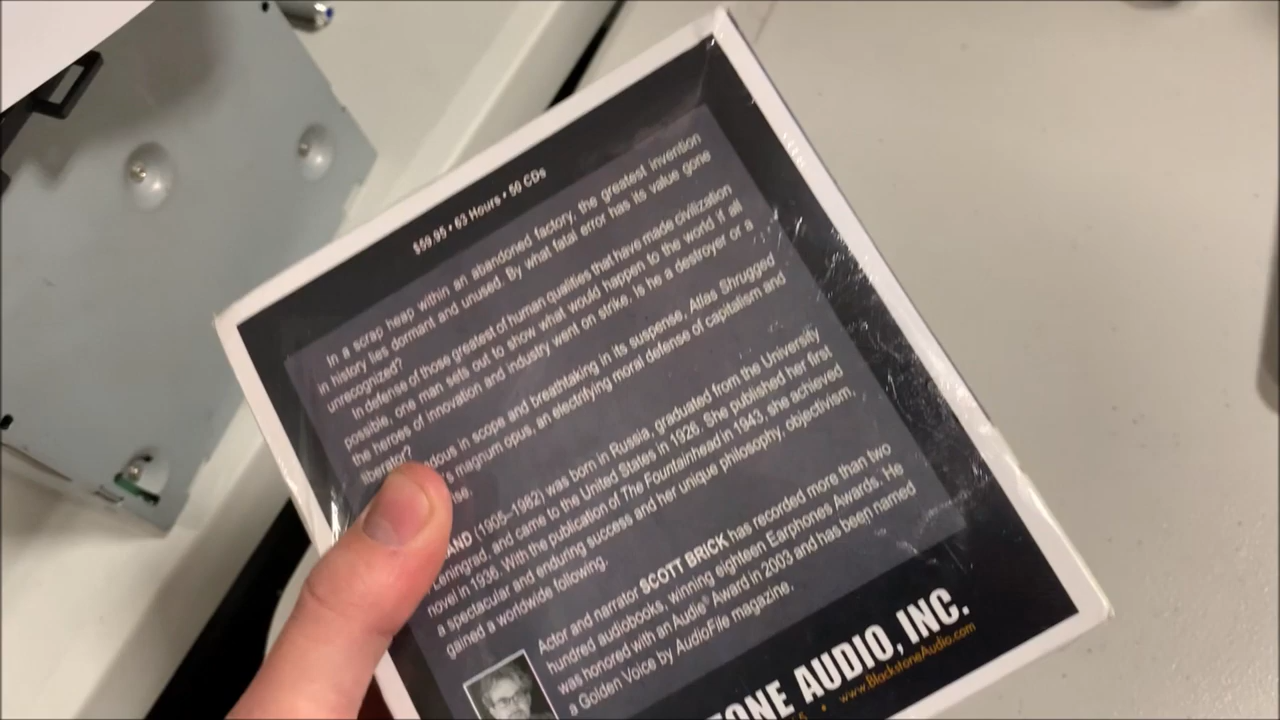 $59.95 • 63 Hours • 50 CDs
In a scrap heap within an abandoned factory, the greatest invention
in history lies dormant and unused. By what fatal error has its value gone
unrecognized?
In defense of those greatest of human qualities that have made civilization
possible, one man sets out to show what would happen to the world if all
the heroes of innovation and industry went on strike. Is he a destroyer or a
liberator?
dous in scope and breathtaking in its suspense, Atlas Shrugged
's magnum opus, an electrifying moral defense of capitalism and
ise.
AND (1905–1982) was born in Russia, graduated from the University
Leningrad, and came to the United States in 1926. She published her first
novel in 1936. With the publication of The Fountainhead in 1943, she achieved
a spectacular and enduring success and her unique philosophy, objectivism,
gained a worldwide following.
Actor and narrator SCOTT BRICK has recorded more than two
hundred audiobooks, winning eighteen Earphones Awards. He
was honored with an Audie® Award in 2003 and has been named
a Golden Voice by AudioFile magazine.
TONE AUDIO, INC.
• www.BlackstoneAudio.com